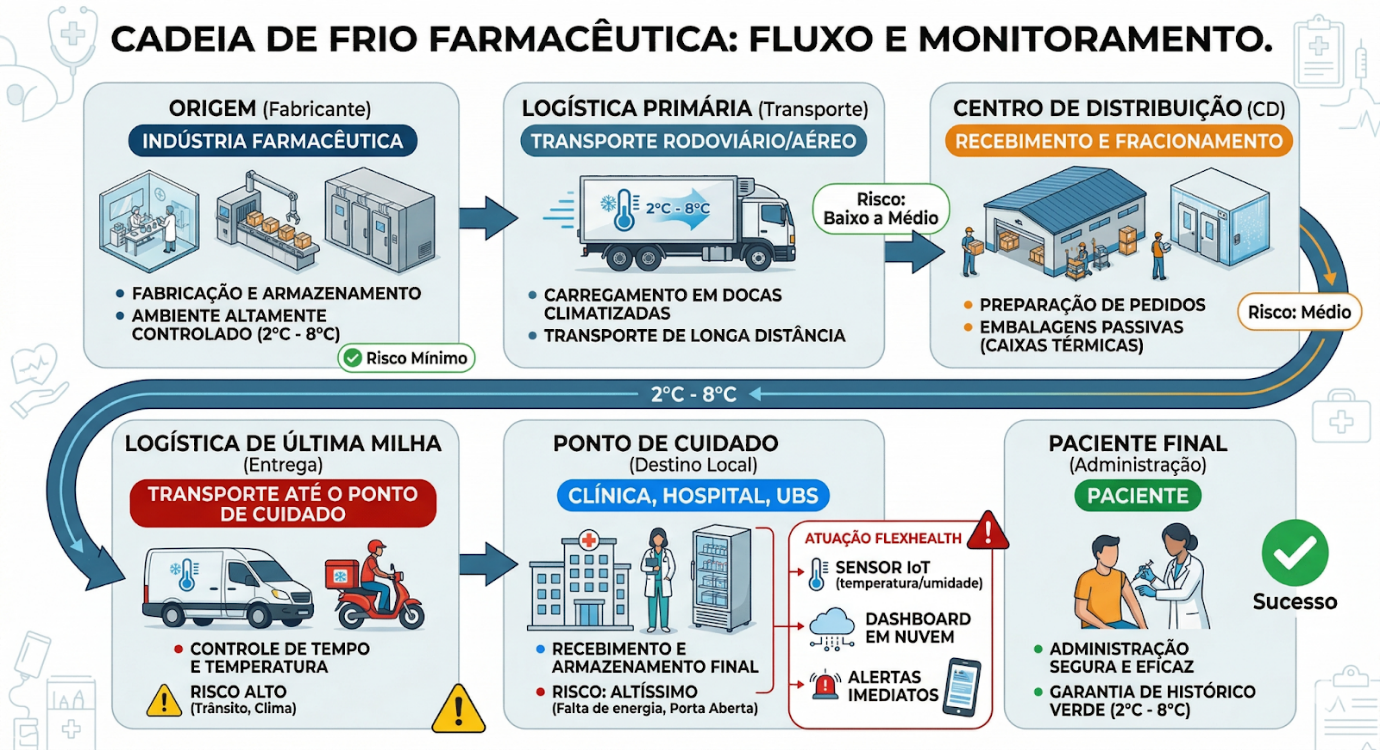 CADEIA DE FRIO FARMACÊUTICA: FLUXO E MONITORAMENTO.
ORIGEM (Fabricante)
INDÚSTRIA FARMACÊUTICA
FABRICAÇÃO E ARMAZENAMENTO
AMBIENTE ALTAMENTE
CONTROLADO (2°C - 8°C)
Risco Mínimo
LOGÍSTICA PRIMÁRIA (Transporte)
TRANSPORTE RODOVIÁRIO/AÉREO
2°C - 8°C
CARREGAMENTO EM DOCAS
CLIMATIZADAS
TRANSPORTE DE LONGA DISTÂNCIA
Risco:
Baixo a Médio
CENTRO DE DISTRIBUIÇÃO (CD)
RECEBIMENTO E FRACIONAMENTO
PREPARAÇÃO DE PEDIDOS
EMBALAGENS PASSIVAS
(CAIXAS TÉRMICAS)
Risco: Médio
2°C - 8°C
LOGÍSTICA DE ÚLTIMA MILHA
(Entrega)
TRANSPORTE ATÉ O PONTO
DE CUIDADO
CONTROLE DE TEMPO
E TEMPERATURA
RISCO ALTO
(Trânsito, Clima)
PONTO DE CUIDADO
(Destino Local)
CLÍNICA, HOSPITAL, UBS
RECEBIMENTO E
ARMAZENAMENTO FINAL
RISCO: ALTÍSSIMO
(Falta de energia, Porta Aberta)
ATUAÇÃO FLEXHEALTH
SENSOR IoT
(temperatura/umidade)
DASHBOARD
EM NUVEM
ALERTAS
IMEDIATOS
PACIENTE FINAL
(Administração)
PACIENTE
ADMINISTRAÇÃO
SEGURA E EFICAZ
GARANTIA DE HISTÓRICO
VERDE (2°C - 8°C)
Sucesso